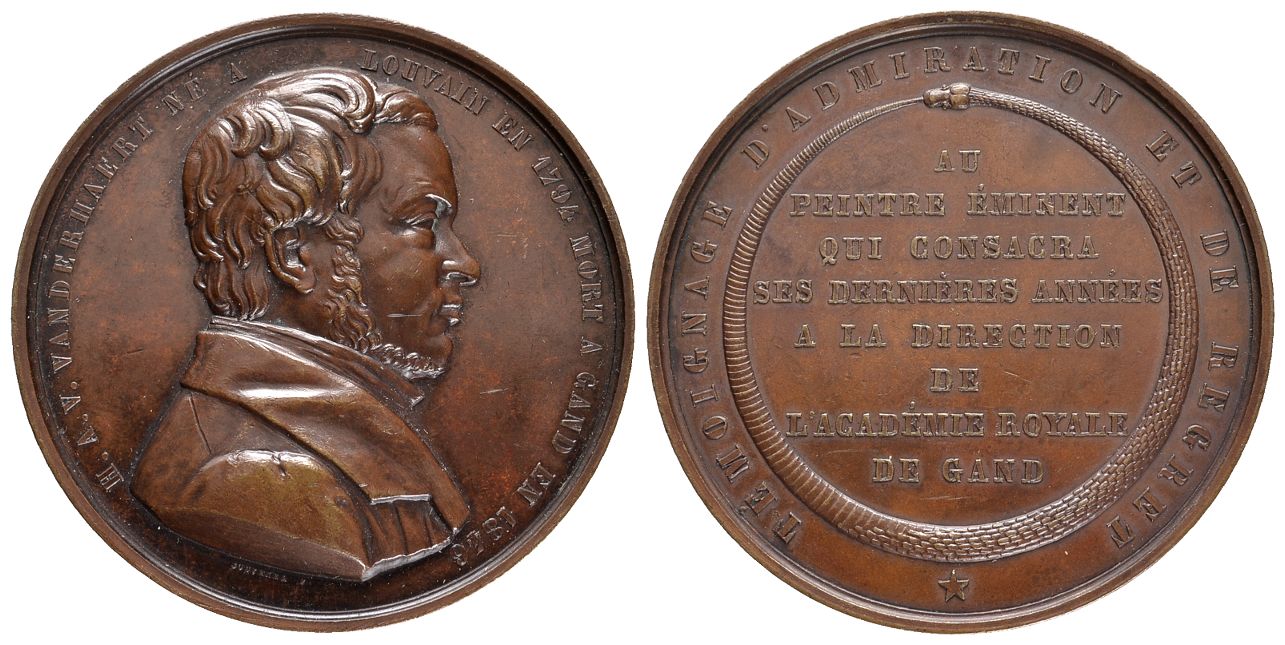 H. A. V. VANDERHAERT NÉ A LOUVAIN EN 1794 MORT A GAND EN 1846
TÉMOIGNAGE D'ADMIRATION ET DE REGRET
AU
PEINTRE ÉMINENT
QUI CONSACRA
SES DERNIÈRES ANNÉES
A LA DIRECTION
DE
L'ACADÉMIE ROYALE
DE GAND